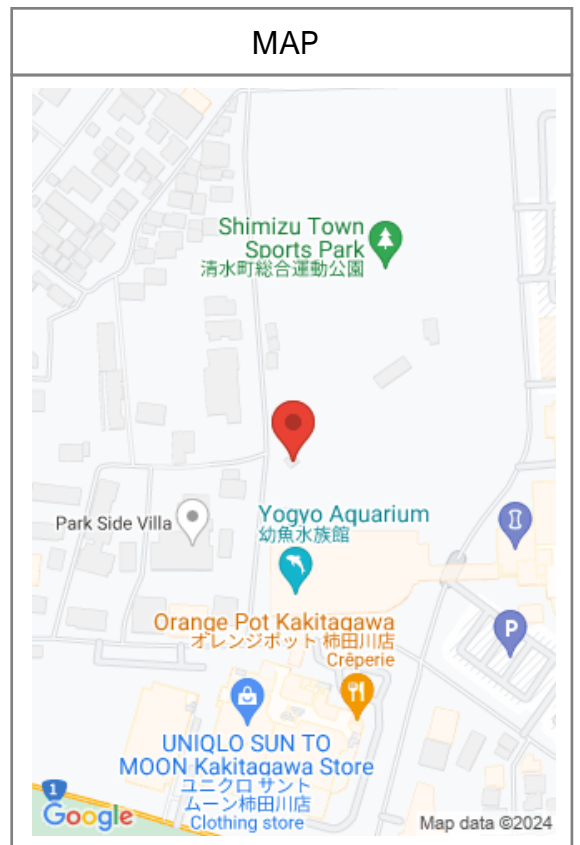 MAP
Shimizu Town
Sports Park
清水町総合運動公園
Park Side Villa
Yogyo Aquarium
幼魚水族館
P
Orange Pot Kakitagawa
オレンジポット 柿田川店
Crêperie
UNIQLO SUN TO
MOON Kakitagawa Store
ユニクロ サント
ムーン柿田川店
Clothing store
1
Google
Map data ©2024